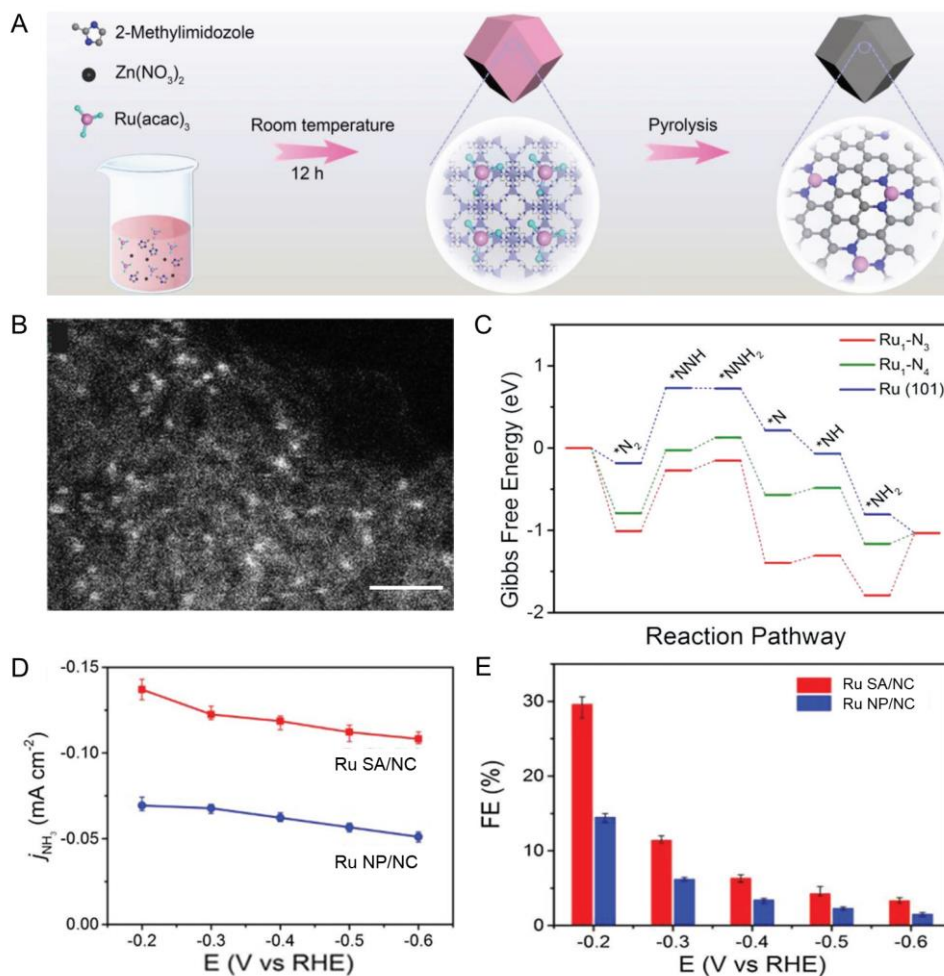 A
2-Methylimidozole
Zn(NO₃)₂
Ru(acac)₃
Room temperature
12 h
Pyrolysis
B
C
Ru₁-N₃
Ru₁-N₄
Ru (101)
Gibbs Free Energy (eV)
1
0
-1
-2
*N₂
*NNH
*NNH₂
*N
*NH
*NH₂
Reaction Pathway
D
j_NH₃ (mA cm⁻²)
-0.15
-0.10
-0.05
0.00
Ru SA/NC
Ru NP/NC
-0.2 -0.3 -0.4 -0.5 -0.6
E (V vs RHE)
E
FE (%)
30
20
10
0
Ru SA/NC
Ru NP/NC
-0.2 -0.3 -0.4 -0.5 -0.6
E (V vs RHE)